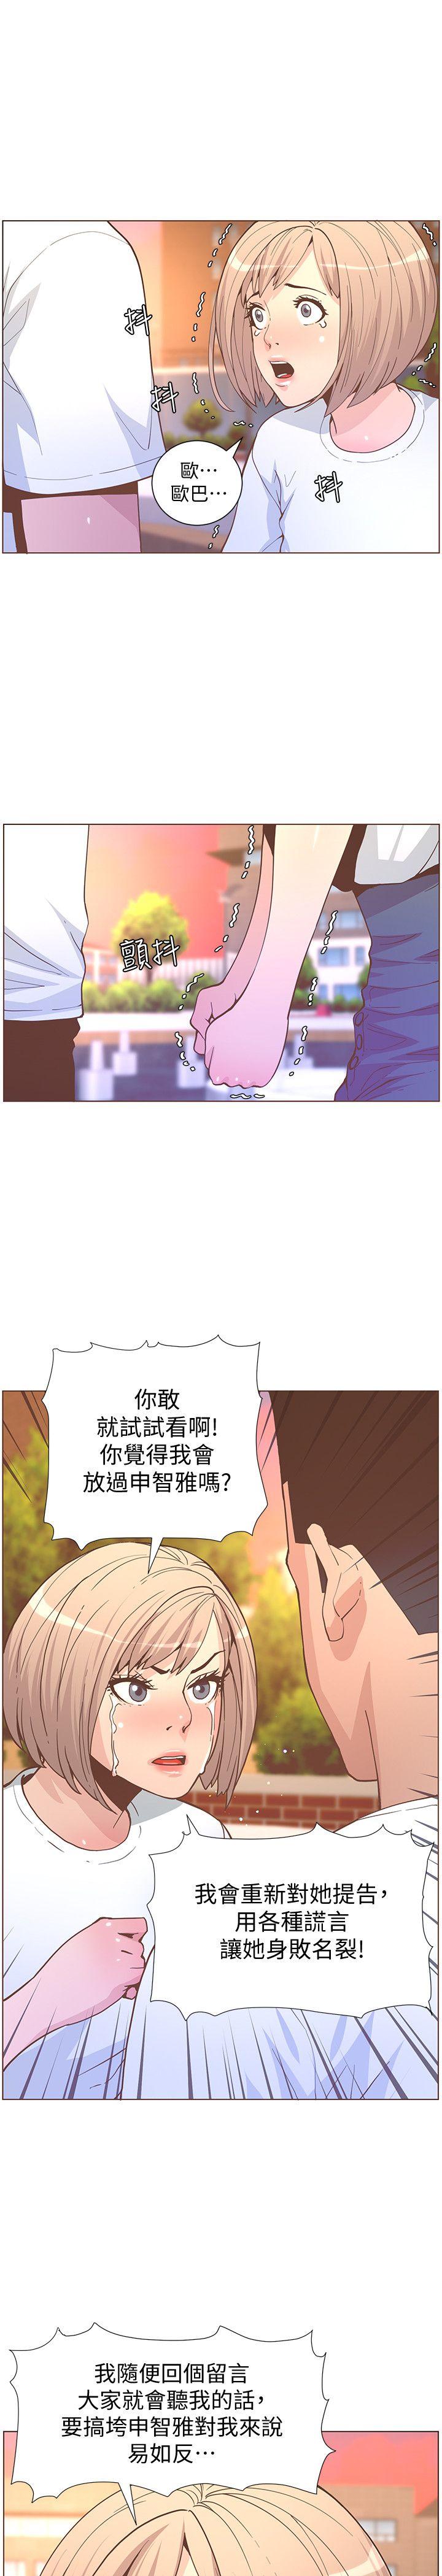 抖
抖
歐…
歐巴…
抖
顫抖
你敢
就試試看啊!
你覺得我會
放過申智雅嗎?
我會重新對她提告,
用各種謊言
讓她身敗名裂!
我隨便回個留言
大家就會聽我的話,
要搞垮申智雅對我來說
易如反…